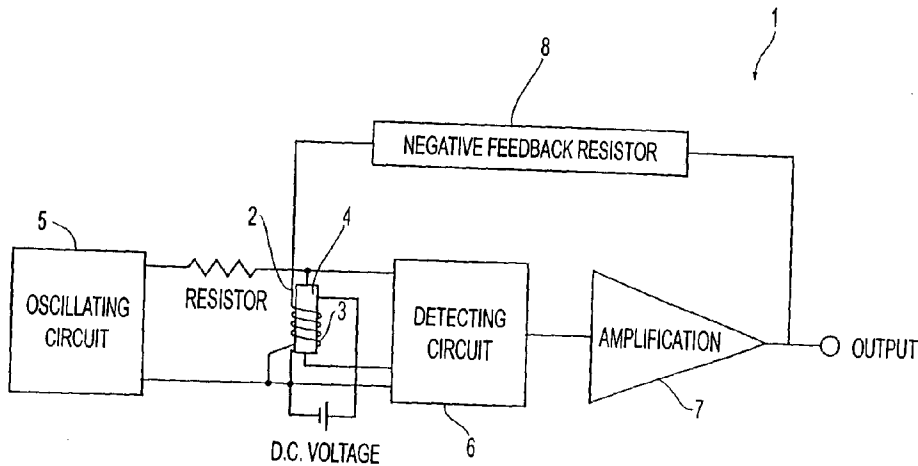 1
8
NEGATIVE FEEDBACK RESISTOR
5
2
4
OSCILLATING
CIRCUIT
RESISTOR
3
DETECTING
CIRCUIT
AMPLIFICATION
OUTPUT
7
6
D.C. VOLTAGE